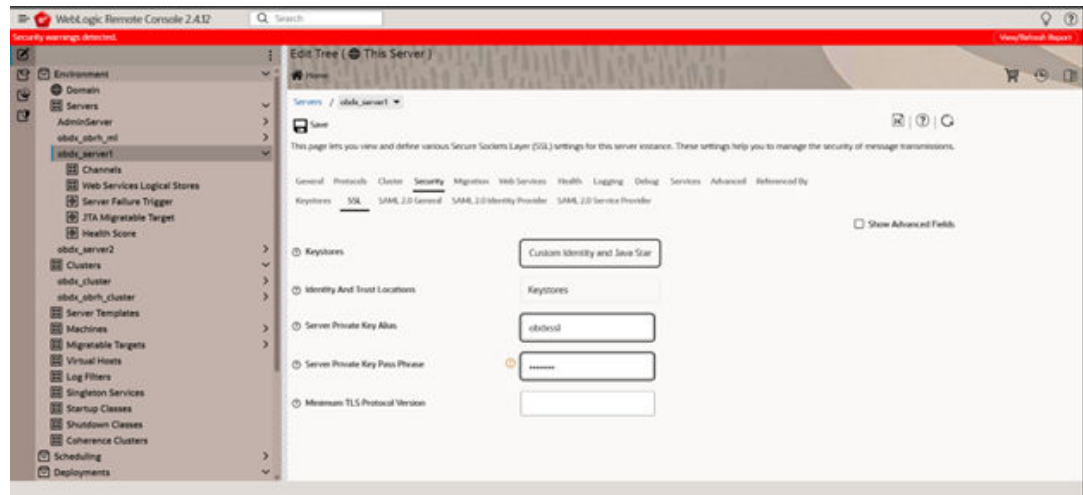 WebLogic Remote Console 2.4.12
Search
Security warnings detected.
View/Refresh Report
Edit Tree ( This Server )
Home
Environment
Domain
Servers
AdminServer
obdx_obrh_ml
obdx_server1
Channels
Web Services Logical Stores
Server Failure Trigger
JTA Migratable Target
Health Score
obdx_server2
Clusters
obdx_cluster
obdx_obrh_cluster
Server Templates
Machines
Migratable Targets
Virtual Hosts
Log Filters
Singleton Services
Startup Classes
Shutdown Classes
Coherence Clusters
Scheduling
Deployments
Servers / obdx_server1
Save
This page lets you view and define various Secure Sockets Layer (SSL) settings for this server instance. These settings help you to manage the security of message transmissions.
General Protocols Cluster Security Migration Web Services Health Logging Debug Services Advanced Referenced By
Keystores SSL SAML 2.0 General SAML 2.0 Identity Provider SAML 2.0 Service Provider
Show Advanced Fields
Keystores
Custom Identity and Java Stan
Identity And Trust Locations
Keystores
Server Private Key Alias
obdxssl
Server Private Key Pass Phrase
•••••••
Minimum TLS Protocol Version